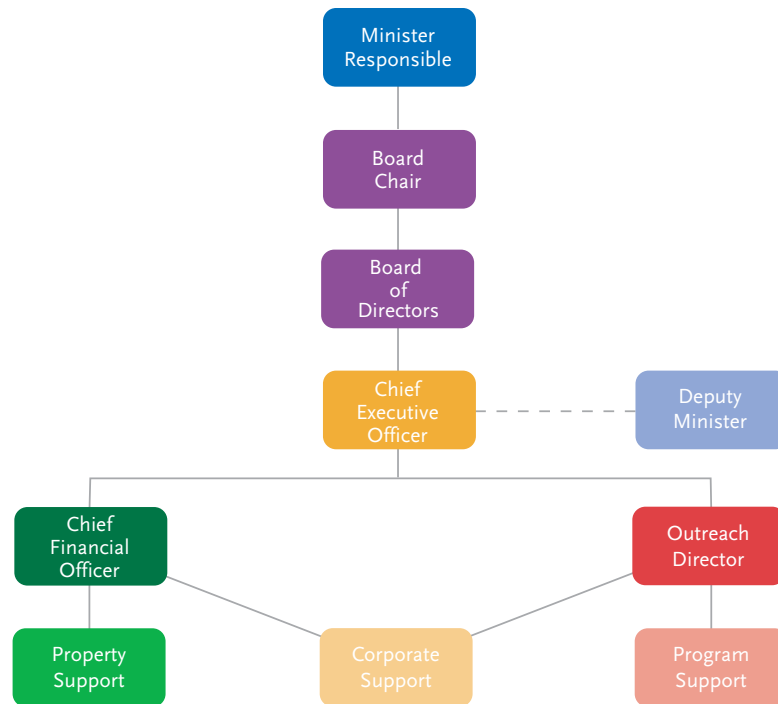 Minister
Responsible
Board
Chair
Board
of
Directors
Chief
Executive
Officer
Deputy
Minister
Chief
Financial
Officer
Outreach
Director
Property
Support
Corporate
Support
Program
Support